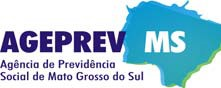 AGEPREV MS
Agência de Previdência
Social de Mato Grosso do Sul